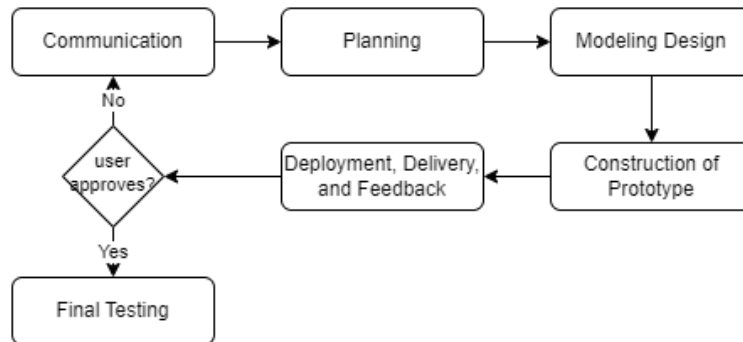 Communication
Planning
Modeling Design
No
user
approves?
Deployment, Delivery,
and Feedback
Construction of
Prototype
Yes
Final Testing